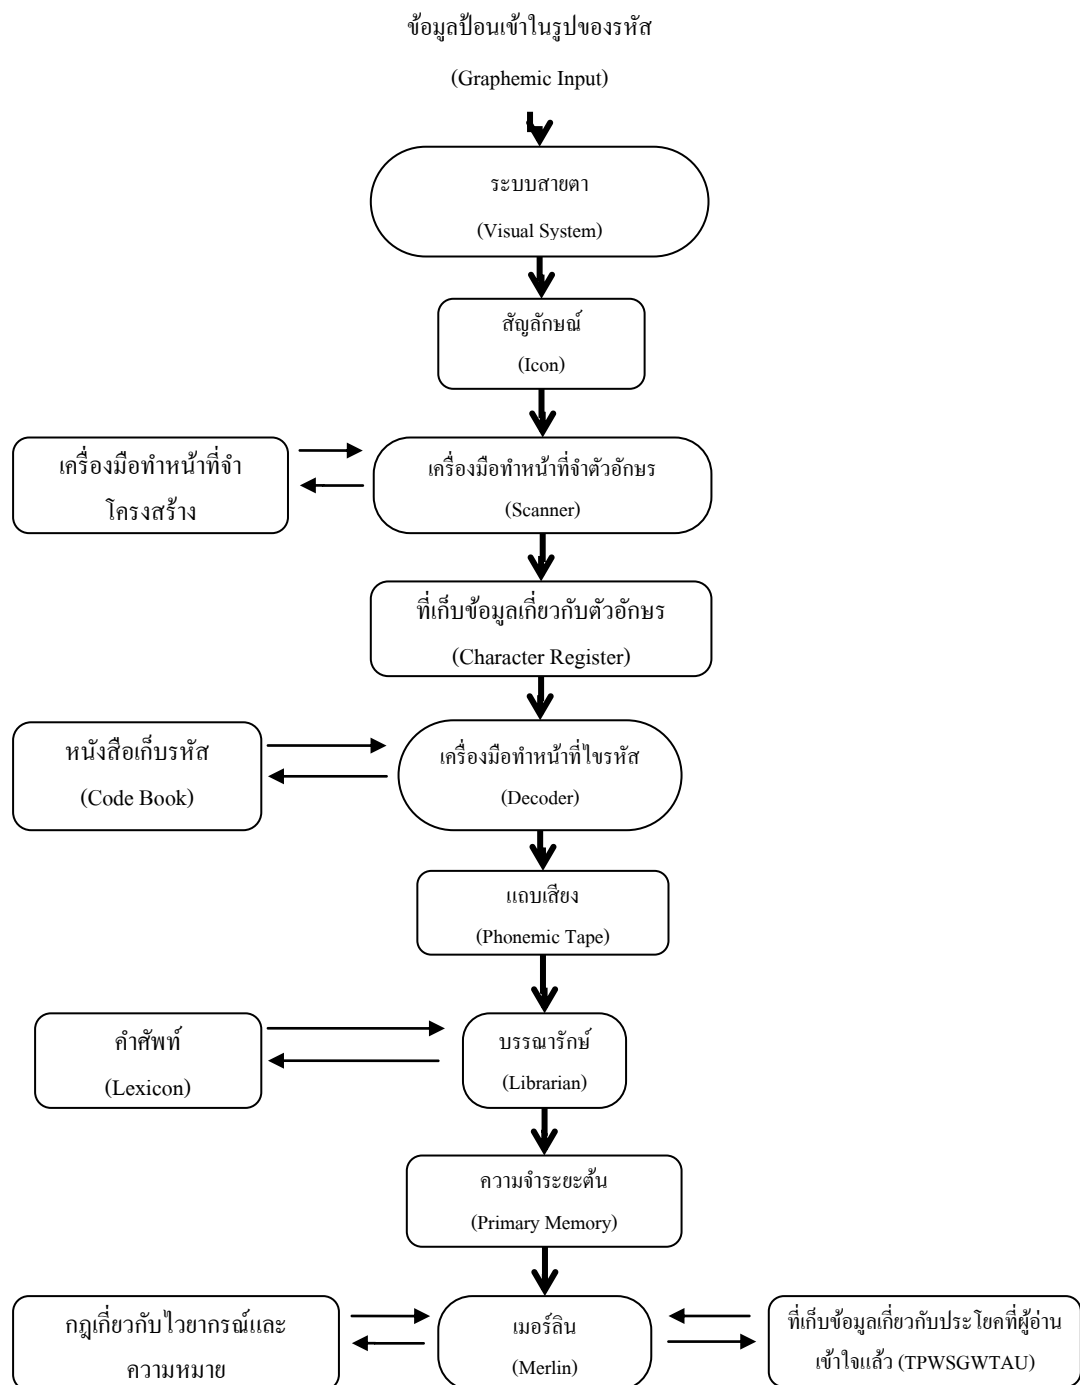 ข้อมูลป้อนเข้าในรูปของรหัส
(Graphemic Input)
ระบบสายตา
(Visual System)
สัญลักษณ์
(Icon)
เครื่องมือทำหน้าที่จำ
โครงสร้าง
เครื่องมือทำหน้าที่จำตัวอักษร
(Scanner)
ที่เก็บข้อมูลเกี่ยวกับตัวอักษร
(Character Register)
หนังสือเก็บรหัส
(Code Book)
เครื่องมือทำหน้าที่ไขรหัส
(Decoder)
แถบเสียง
(Phonemic Tape)
คำศัพท์
(Lexicon)
บรรณารักษ์
(Librarian)
ความจำระยะต้น
(Primary Memory)
กฎเกี่ยวกับไวยากรณ์และ
ความหมาย
เมอร์ลิน
(Merlin)
ที่เก็บข้อมูลเกี่ยวกับประโยคที่ผู้อ่าน
เข้าใจแล้ว (TPWSGWTAU)